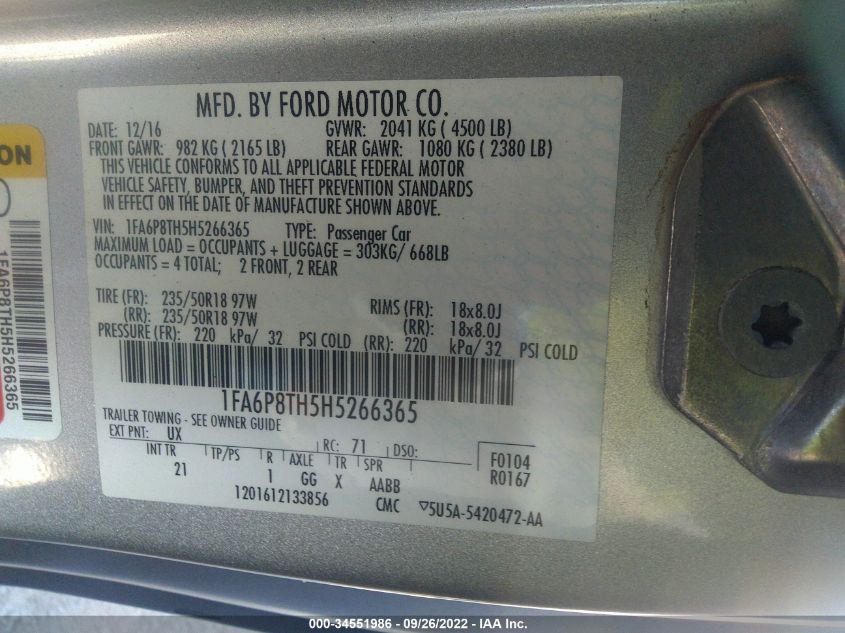 MFD. BY FORD MOTOR CO.
DATE: 12/16 GVWR: 2041 KG ( 4500 LB)
FRONT GAWR: 982 KG ( 2165 LB) REAR GAWR: 1080 KG ( 2380 LB)
THIS VEHICLE CONFORMS TO ALL APPLICABLE FEDERAL MOTOR
VEHICLE SAFETY, BUMPER, AND THEFT PREVENTION STANDARDS
IN EFFECT ON THE DATE OF MANUFACTURE SHOWN ABOVE.
VIN: 1FA6P8TH5H5266365 TYPE: Passenger Car
MAXIMUM LOAD = OCCUPANTS + LUGGAGE = 303KG/ 668LB
OCCUPANTS = 4 TOTAL; 2 FRONT, 2 REAR
TIRE (FR): 235/50R18 97W RIMS (FR): 18x8.0J
(RR): 235/50R18 97W (RR): 18x8.0J
PRESSURE (FR): 220 kPa/ 32 PSI COLD (RR): 220 kPa/ 32 PSI COLD
1FA6P8TH5H5266365
TRAILER TOWING - SEE OWNER GUIDE
EXT PNT: UX RC: 71 DSO:
INT TR TP/PS R AXLE TR SPR F0104
21 1 GG X AABB R0167
1201612133856 CMC ▽5U5A-5420472-AA
ON
1FA6P8TH5H5266365
000-34551986 - 09/26/2022 - IAA Inc.